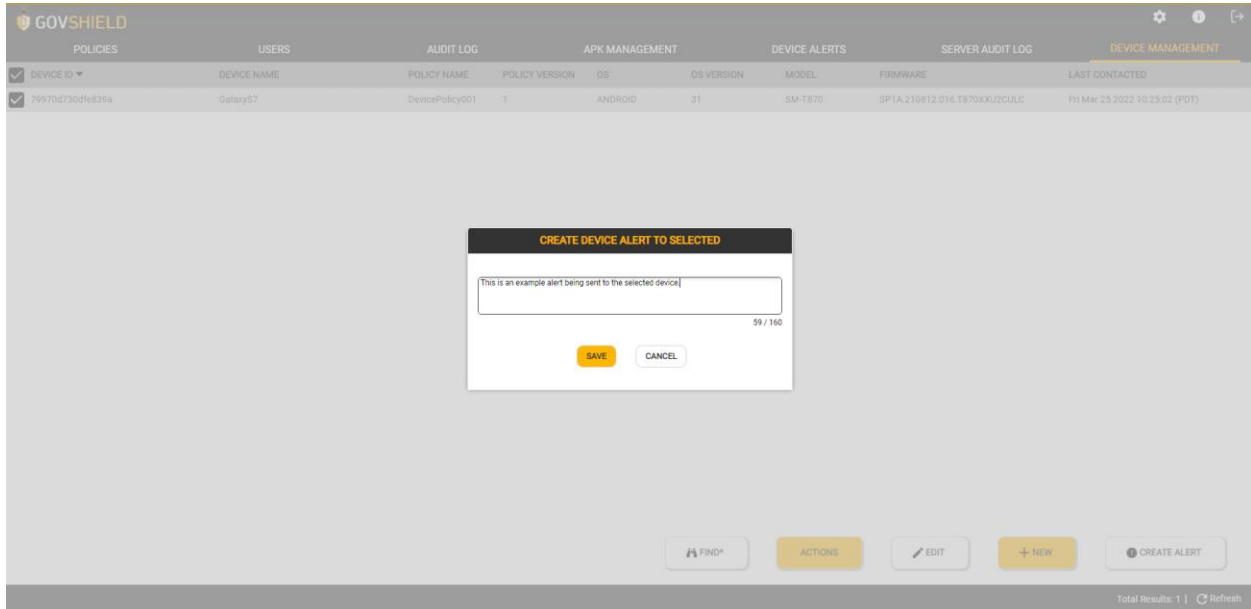 GOVSHIELD
POLICIES USERS AUDIT LOG APK MANAGEMENT DEVICE ALERTS SERVER AUDIT LOG DEVICE MANAGEMENT
DEVICE ID DEVICE NAME POLICY NAME POLICY VERSION OS OS VERSION MODEL FIRMWARE LAST CONTACTED
79970d730dfe839a GalaxyS7 DevicePolicy001 1 ANDROID 31 SM-T870 SP1A.210812.016.T870XXU2CULC Fri Mar 25 2022 10:25:02 (PDT)
CREATE DEVICE ALERT TO SELECTED
This is an example alert being sent to the selected device.
59 / 160
SAVE CANCEL
FIND* ACTIONS EDIT + NEW CREATE ALERT
Total Results: 1 | Refresh